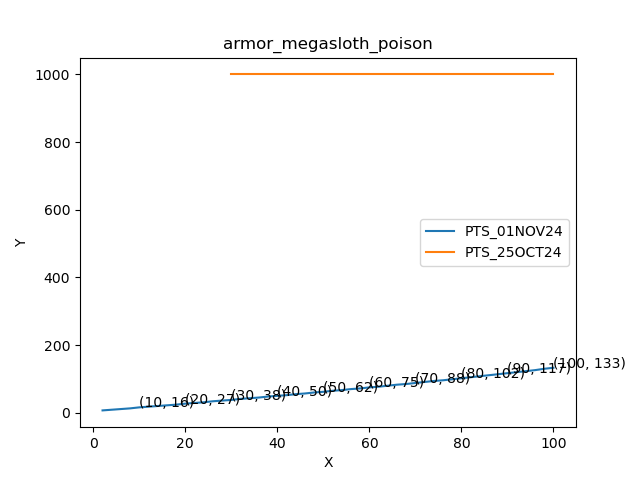 armor_megasloth_poison
1000
800
600
400
200
0
Y
PTS_01NOV24
PTS_25OCT24
(10, 16)
(20, 27)
(30, 38)
(40, 50)
(50, 62)
(60, 75)
(70, 88)
(80, 102)
(90, 117)
(100, 133)
0 20 40 60 80 100
X